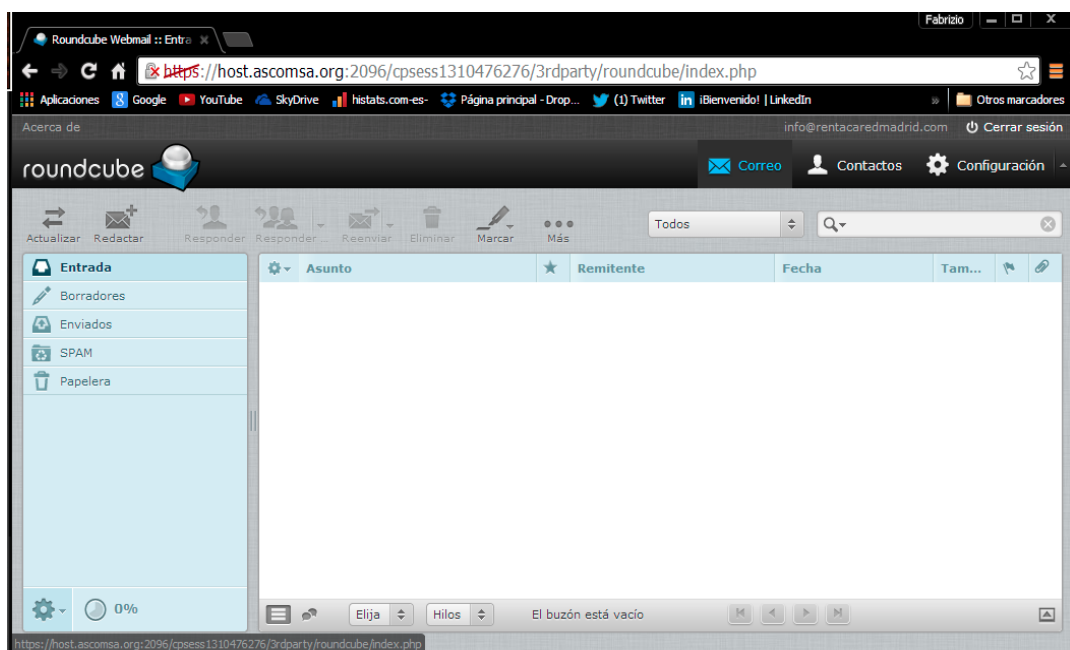 Fabrizio
Roundcube Webmail :: Entra
https://host.ascomsa.org:2096/cpsess1310476276/3rdparty/roundcube/index.php
Aplicaciones Google YouTube SkyDrive histats.com-es- Página principal - Drop... (1) Twitter ¡Bienvenido! | LinkedIn » Otros marcadores
Acerca de info@rentacaredmadrid.com Cerrar sesión
roundcube Correo Contactos Configuración
Actualizar Redactar Responder Responder ... Reenviar Eliminar Marcar Más Todos
Entrada Asunto Remitente Fecha Tam...
Borradores
Enviados
SPAM
Papelera
0% Elija Hilos El buzón está vacío
https://host.ascomsa.org:2096/cpsess1310476276/3rdparty/roundcube/index.php